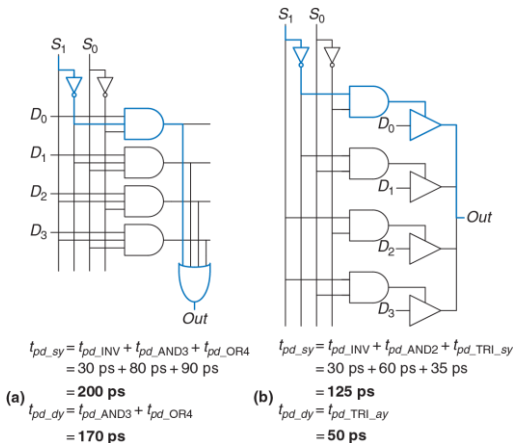 S1 S0
D0
D1
D2
D3
Out
tpd_sy = tpd_INV + tpd_AND3 + tpd_OR4
= 30 ps + 80 ps + 90 ps
= 200 ps
(a) tpd_dy = tpd_AND3 + tpd_OR4
= 170 ps
S1 S0
D0
D1
Out
D2
D3
tpd_sy = tpd_INV + tpd_AND2 + tpd_TRI_sy
= 30 ps + 60 ps + 35 ps
(b) = 125 ps
tpd_dy = tpd_TRI_ay
= 50 ps